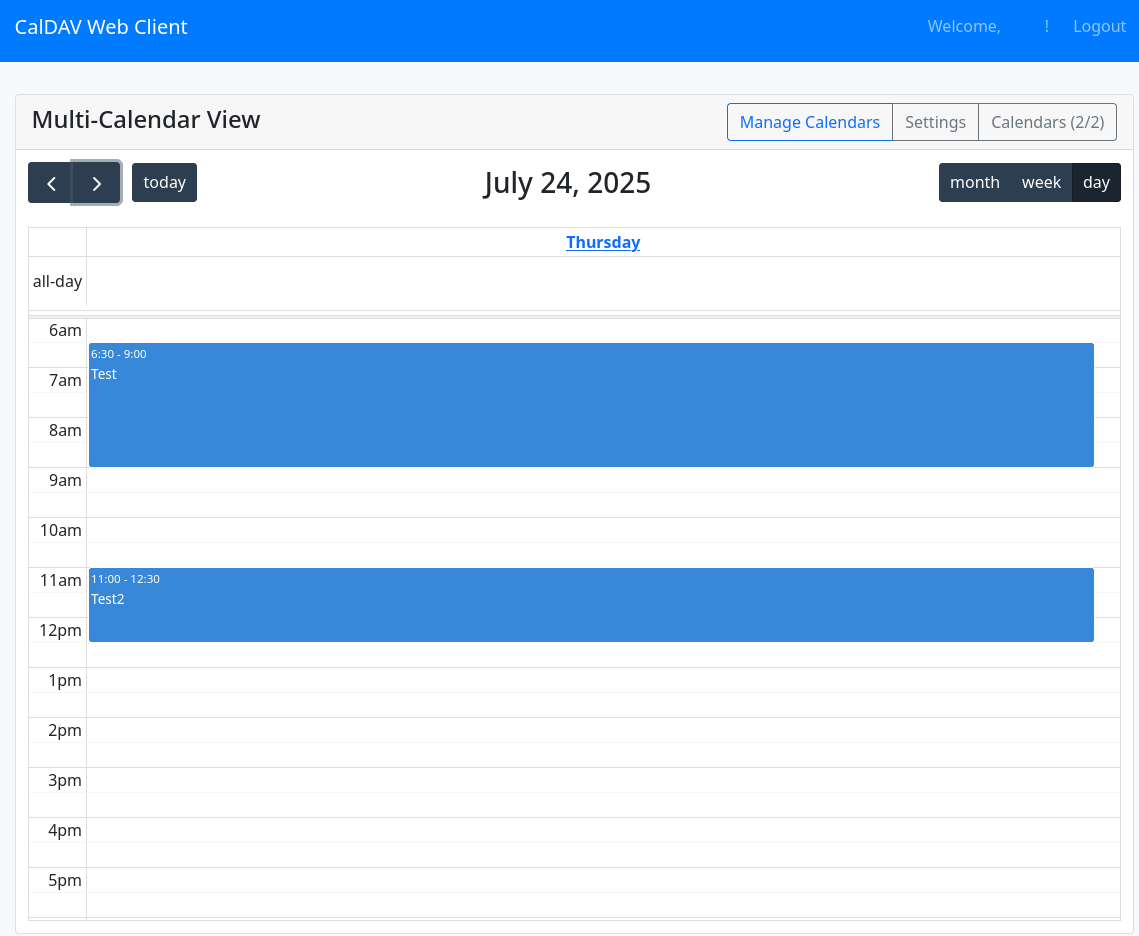 CalDAV Web Client
Welcome, !
Logout
Multi-Calendar View
Manage Calendars
Settings
Calendars (2/2)
today
July 24, 2025
month
week
day
Thursday
all-day
6am
6:30 - 9:00
Test
7am
8am
9am
10am
11am
11:00 - 12:30
Test2
12pm
1pm
2pm
3pm
4pm
5pm